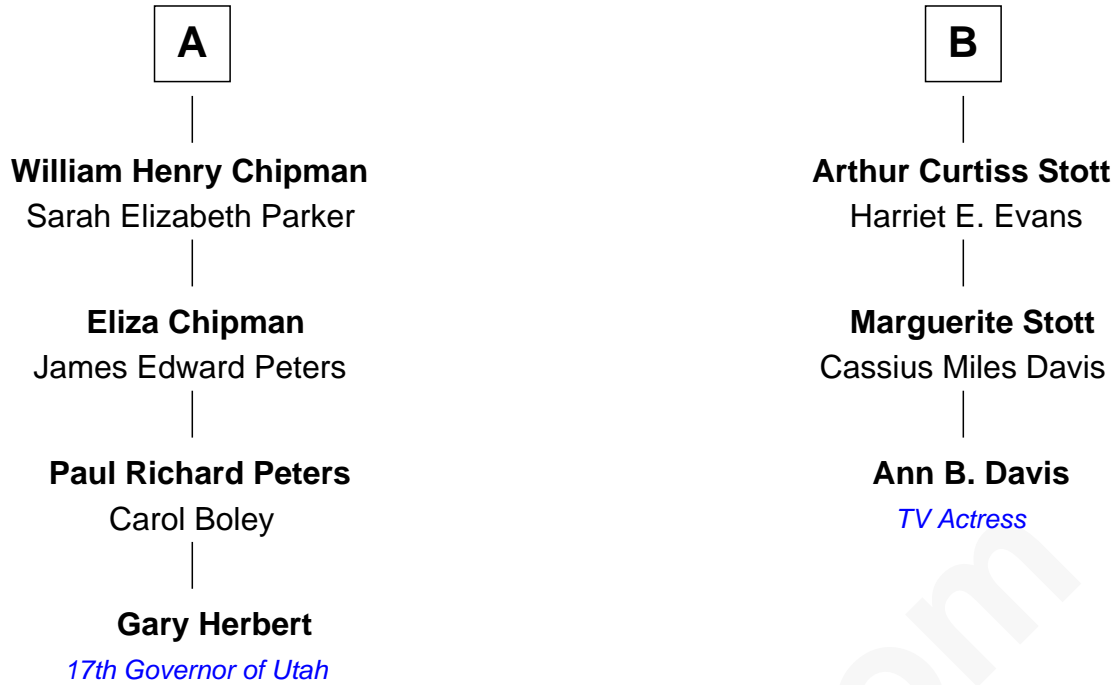 A
B
William Henry Chipman
Sarah Elizabeth Parker
Arthur Curtiss Stott
Harriet E. Evans
Eliza Chipman
James Edward Peters
Marguerite Stott
Cassius Miles Davis
Paul Richard Peters
Carol Boley
Ann B. Davis
TV Actress
Gary Herbert
17th Governor of Utah
om